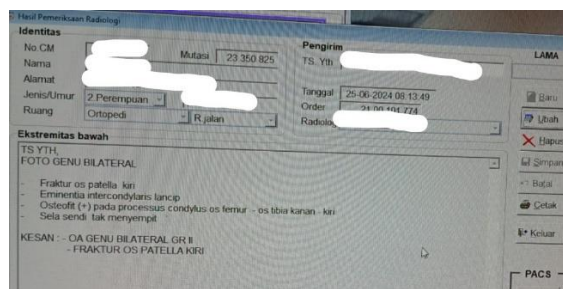 Hasil Pemeriksaan Radiologi
Identitas
No.CM
Mutasi 23.350.825
Nama
Alamat
Jenis/Umur 2.Perempuan
Ruang Ortopedi R.jalan
Pengirim
TS. Yth
Tanggal 25-06-2024 08:13:49
Order
Radiolog
LAMA
Baru
Ubah
Hapus
Simpan
Batal
Cetak
Keluar
PACS
Ekstremitas bawah
TS YTH,
FOTO GENU BILATERAL
- Fraktur os patella kiri
- Eminentia intercondylaris lancip
- Osteofit (+) pada processus condylus os femur - os tibia kanan - kiri
- Sela sendi tak menyempit
KESAN : - OA GENU BILATERAL GR II
- FRAKTUR OS PATELLA KIRI